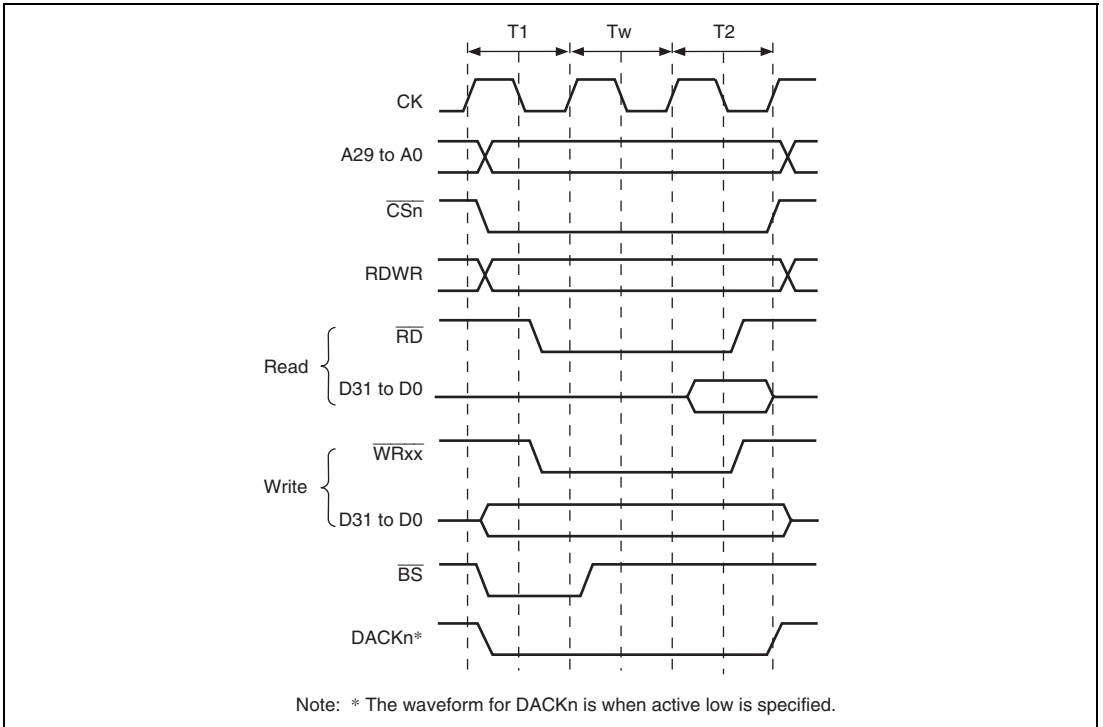 T1 Tw T2
CK
A29 to A0
CSn
RDWR
RD
Read
D31 to D0
WRxx
Write
D31 to D0
BS
DACKn*
Note: * The waveform for DACKn is when active low is specified.